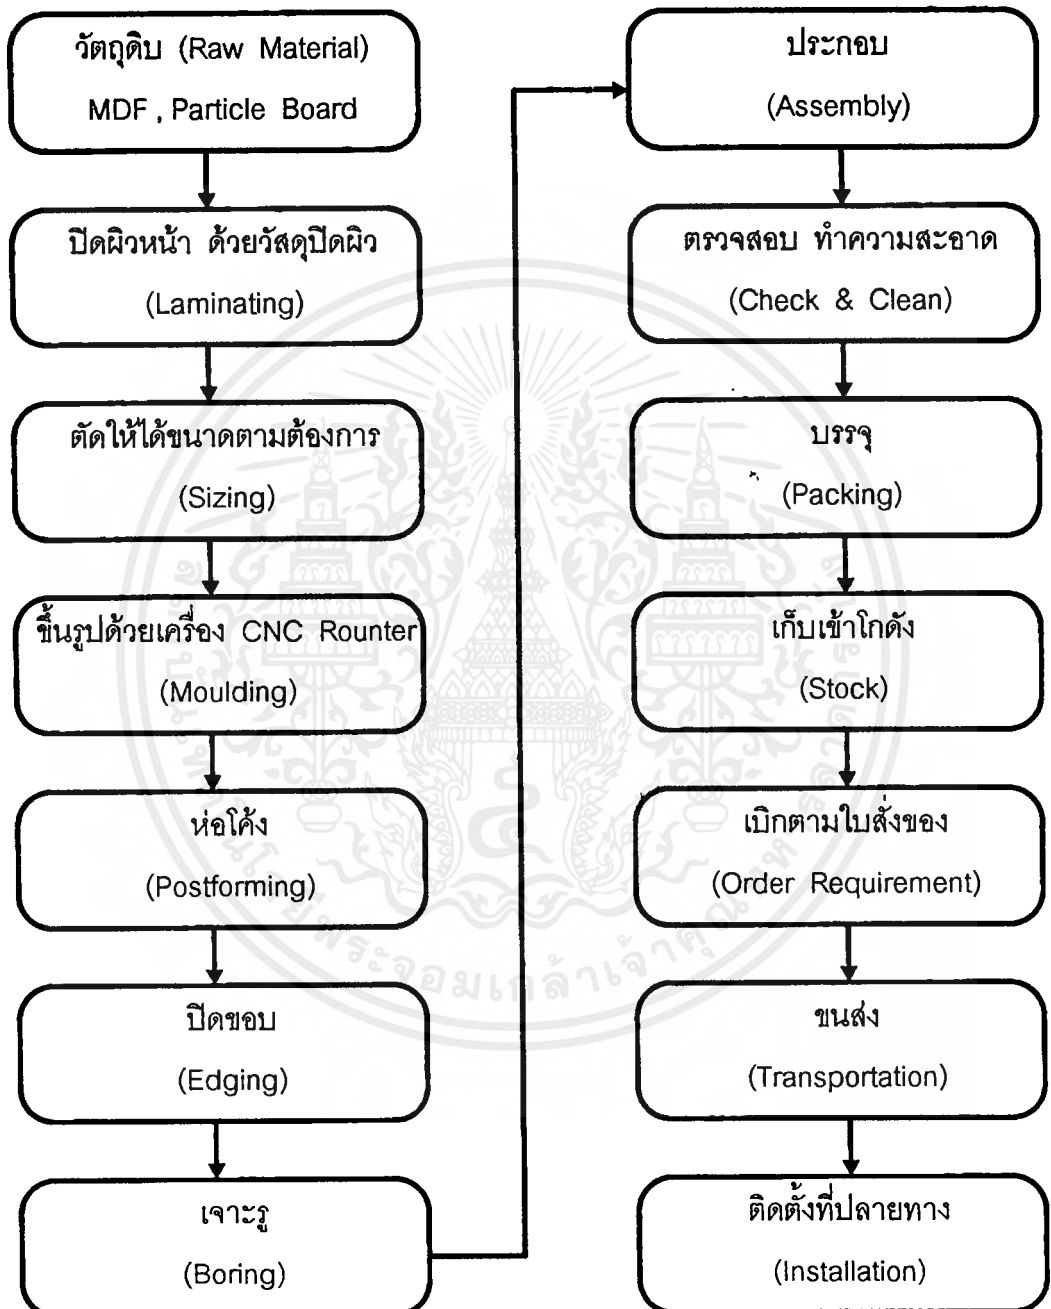 วัตถุดิบ (Raw Material)
MDF , Particle Board
ปิดผิวหน้า ด้วยวัสดุปิดผิว
(Laminating)
ตัดให้ได้ขนาดตามต้องการ
(Sizing)
ขึ้นรูปด้วยเครื่อง CNC Rounter
(Moulding)
ห่อโค้ง
(Postforming)
ปิดขอบ
(Edging)
เจาะรู
(Boring)
ประกอบ
(Assembly)
ตรวจสอบ ทำความสะอาด
(Check & Clean)
บรรจุ
(Packing)
เก็บเข้าโกดัง
(Stock)
เบิกตามใบสั่งของ
(Order Requirement)
ขนส่ง
(Transportation)
ติดตั้งที่ปลายทาง
(Installation)